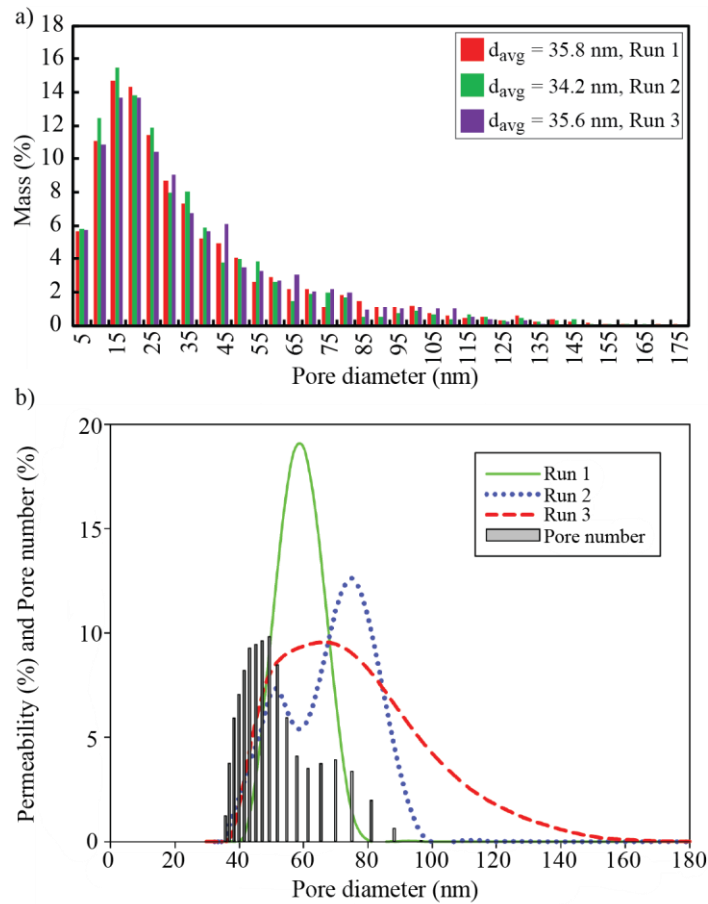 a)
18
16
14
12
10
8
6
4
2
0
Mass (%)
d_avg = 35.8 nm, Run 1
d_avg = 34.2 nm, Run 2
d_avg = 35.6 nm, Run 3
5 15 25 35 45 55 65 75 85 95 105 115 125 135 145 155 165 175
Pore diameter (nm)
b)
20
15
10
5
0
Permeability (%) and Pore number (%)
Run 1
Run 2
Run 3
Pore number
0 20 40 60 80 100 120 140 160 180
Pore diameter (nm)